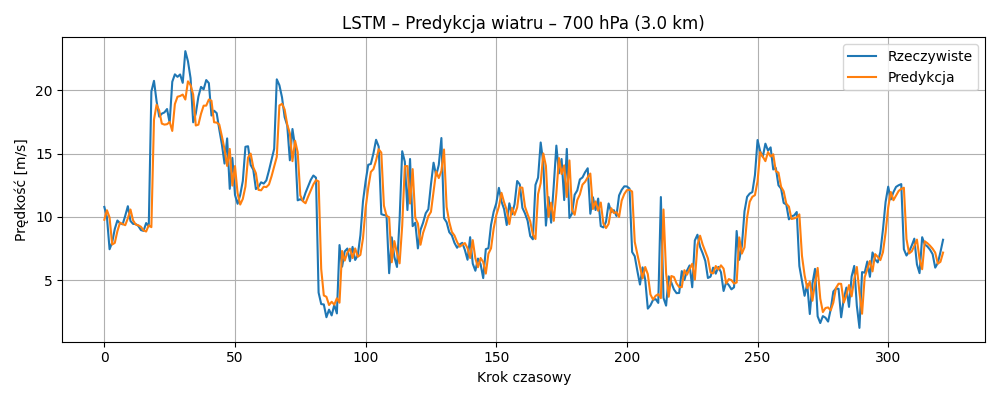 LSTM – Predykcja wiatru – 700 hPa (3.0 km)
Rzeczywiste
Predykcja
Prędkość [m/s]
20
15
10
5
0 50 100 150 200 250 300
Krok czasowy